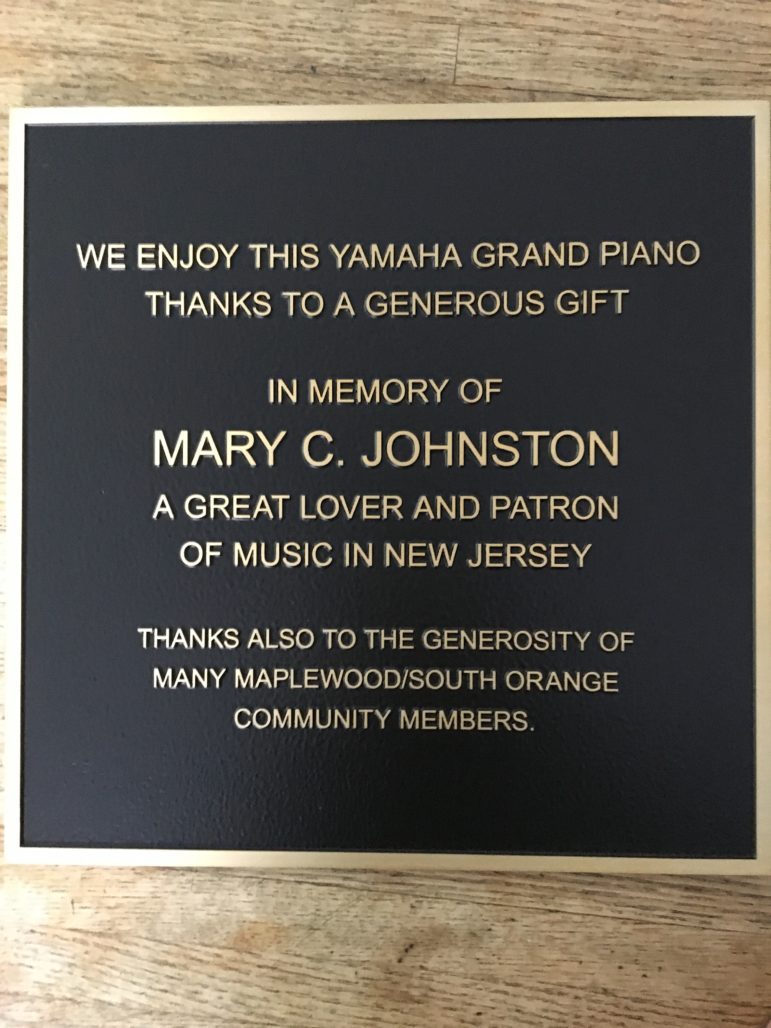 WE ENJOY THIS YAMAHA GRAND PIANO
THANKS TO A GENEROUS GIFT
IN MEMORY OF
MARY C. JOHNSTON
A GREAT LOVER AND PATRON
OF MUSIC IN NEW JERSEY
THANKS ALSO TO THE GENEROSITY OF
MANY MAPLEWOOD/SOUTH ORANGE
COMMUNITY MEMBERS.